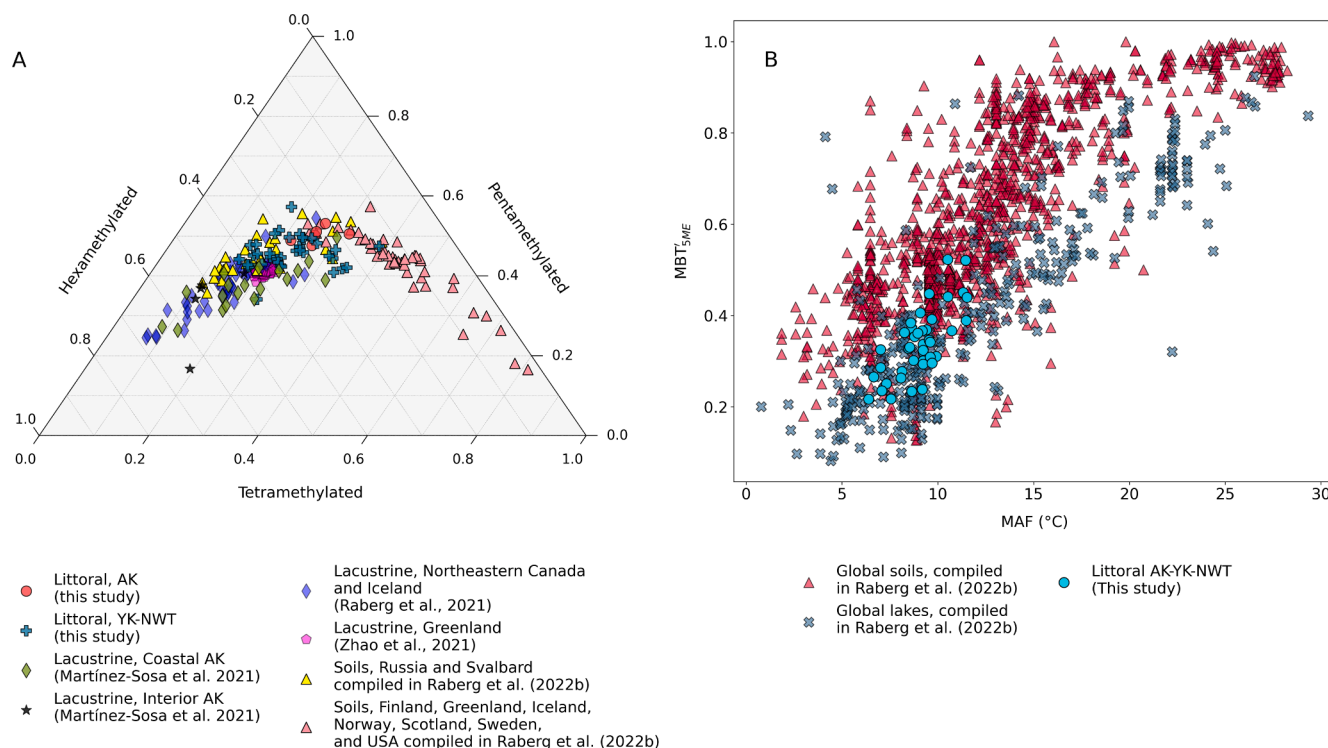 A
0.0
1.0
0.2
0.8
0.4
0.6
0.6
0.4
0.8
0.2
1.0
0.0
Hexamethylated
Pentamethylated
0.0
0.2
0.4
0.6
0.8
1.0
Tetramethylated
Littoral, AK
(this study)
Littoral, YK-NWT
(this study)
Lacustrine, Coastal AK
(Martínez-Sosa et al. 2021)
Lacustrine, Interior AK
(Martínez-Sosa et al. 2021)
Lacustrine, Northeastern Canada
and Iceland
(Raberg et al., 2021)
Lacustrine, Greenland
(Zhao et al., 2021)
Soils, Russia and Svalbard
compiled in Raberg et al. (2022b)
Soils, Finland, Greenland, Iceland,
Norway, Scotland, Sweden,
and USA compiled in Raberg et al. (2022b)
B
1.0
0.8
0.6
0.4
0.2
MBT'5ME
0
5
10
15
20
25
30
MAF (°C)
Global soils, compiled
in Raberg et al. (2022b)
Global lakes, compiled
in Raberg et al. (2022b)
Littoral AK-YK-NWT
(This study)